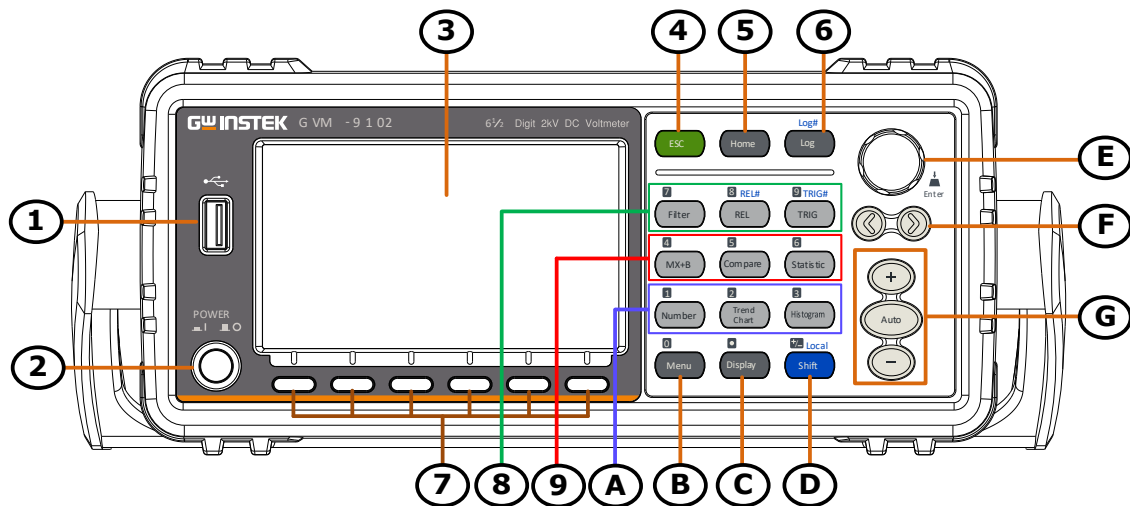 3
4
5
6
GW INSTEK GVM -9102 6½ Digit 2kV DC Voltmeter
Log#
ESC Home Log
E
Enter
1
7 8 REL# 9 TRIG#
Filter REL TRIG
F
4 5 6
MX+B Compare Statistic
+
1 2 3
Number Trend Chart Histogram
Auto
G
POWER
I O
2
0 • +/- Local
Menu Display Shift
−
7
8
9
A
B
C
D